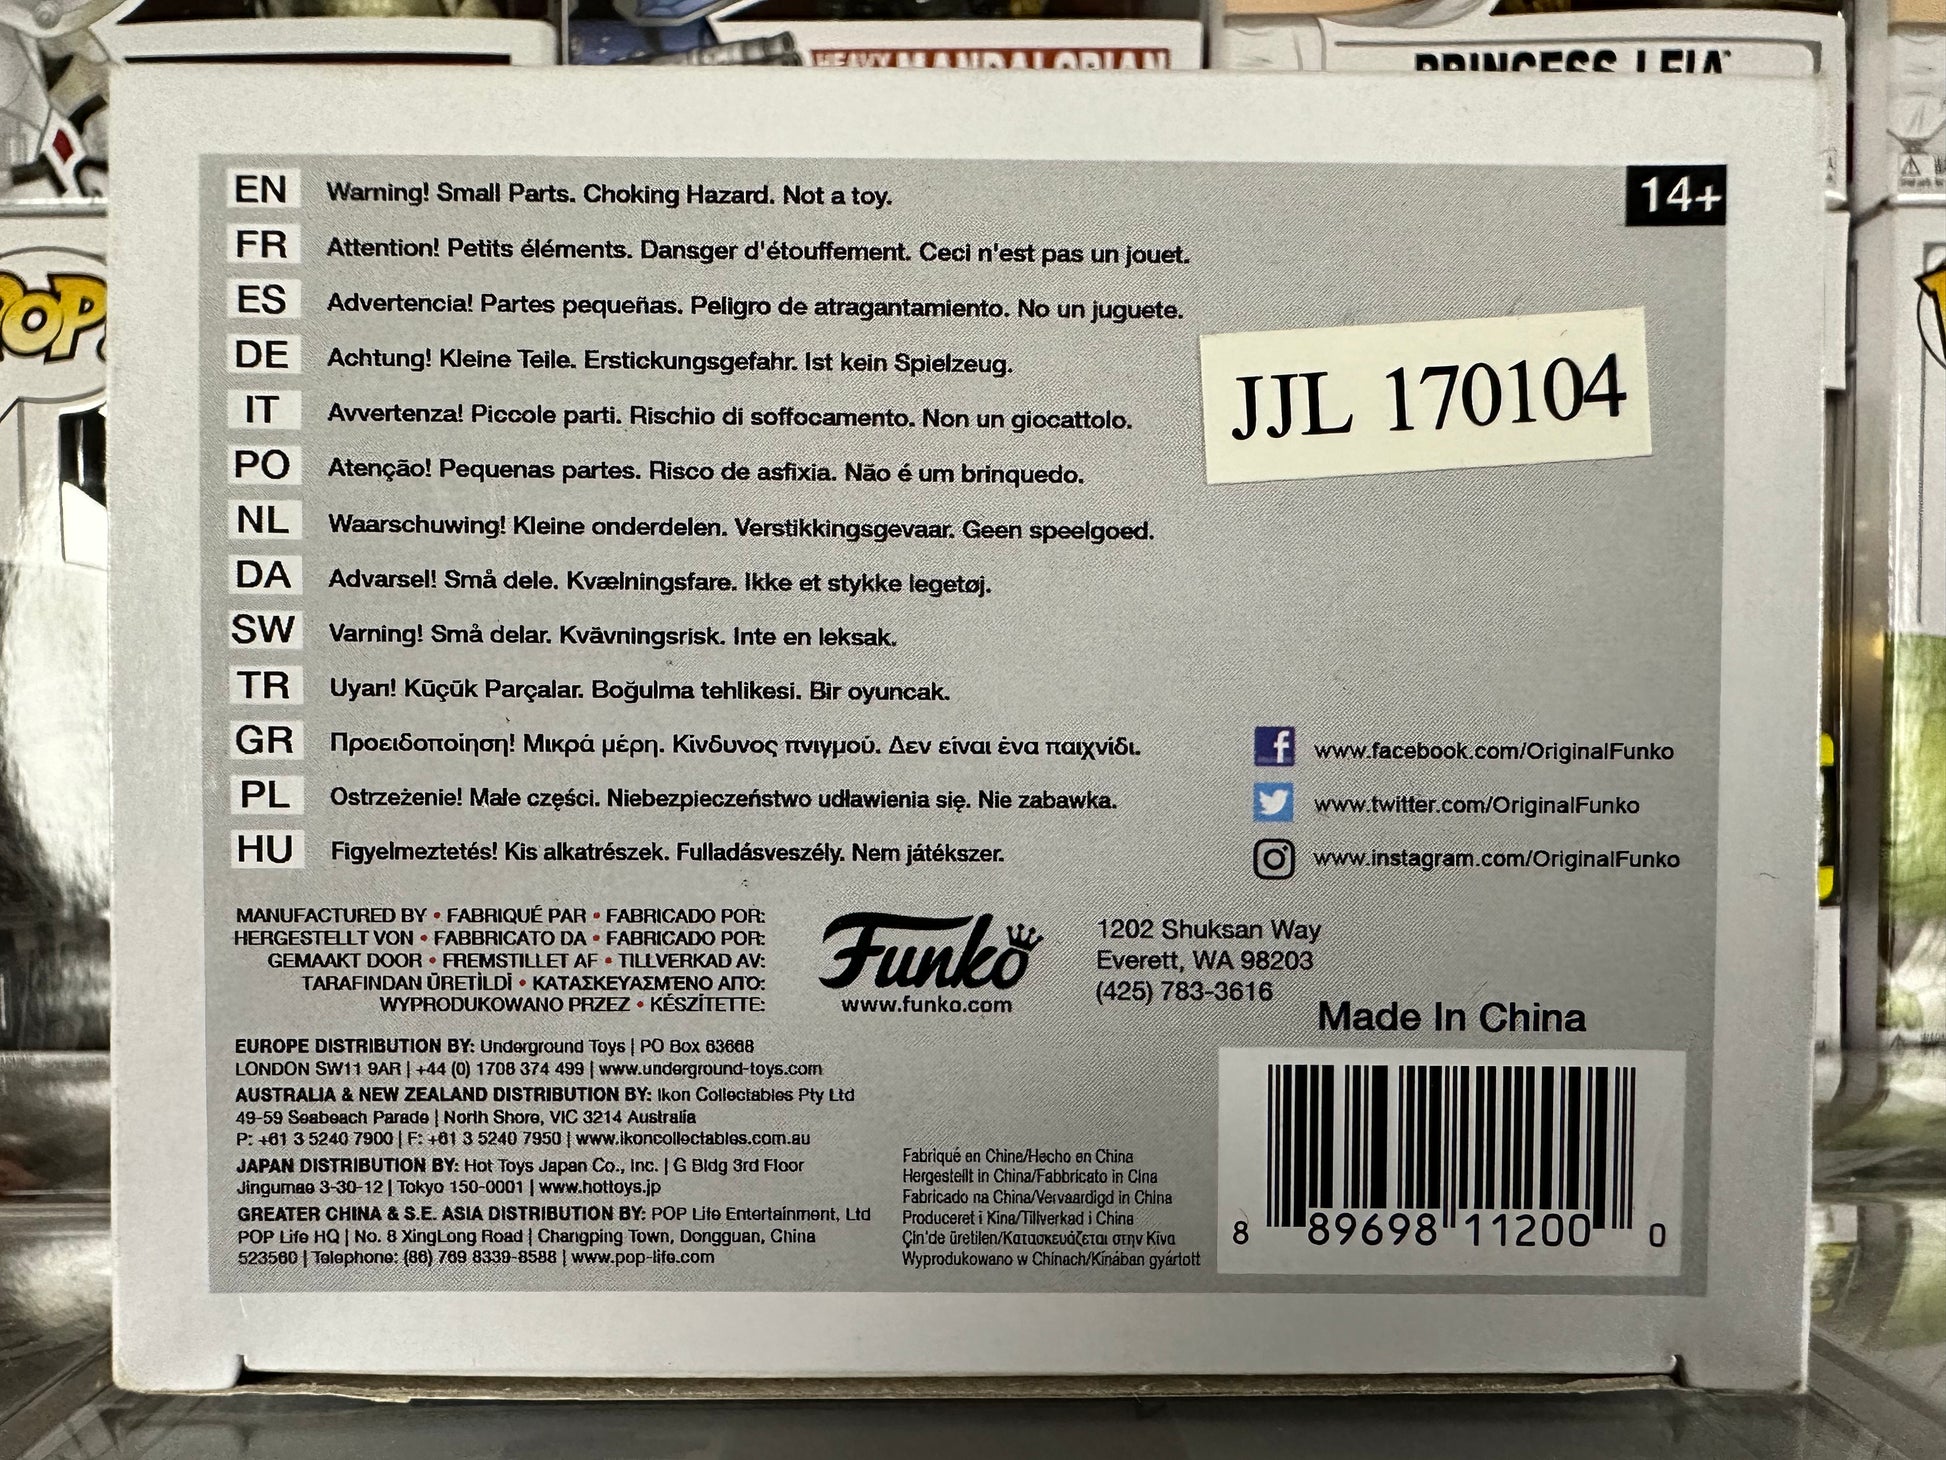 HEAVY MANDALORIAN
PRINCESS LEIA
POP!
14+
EN Warning! Small Parts. Choking Hazard. Not a toy.
FR Attention! Petits éléments. Dansger d'étouffement. Ceci n'est pas un jouet.
ES Advertencia! Partes pequeñas. Peligro de atragantamiento. No un juguete.
DE Achtung! Kleine Teile. Erstickungsgefahr. Ist kein Spielzeug.
IT Avvertenza! Piccole parti. Rischio di soffocamento. Non un giocattolo.
PO Atenção! Pequenas partes. Risco de asfixia. Não é um brinquedo.
NL Waarschuwing! Kleine onderdelen. Verstikkingsgevaar. Geen speelgoed.
DA Advarsel! Små dele. Kvælningsfare. Ikke et stykke legetøj.
SW Varning! Små delar. Kvävningsrisk. Inte en leksak.
TR Uyarı! Küçük Parçalar. Boğulma tehlikesi. Bir oyuncak.
GR Προειδοποίηση! Μικρά μέρη. Κίνδυνος πνιγμού. Δεν είναι ένα παιχνίδι.
PL Ostrzeżenie! Małe części. Niebezpieczeństwo udławienia się. Nie zabawka.
HU Figyelmeztetés! Kis alkatrészek. Fulladásveszély. Nem játékszer.
JJL 170104
www.facebook.com/OriginalFunko
www.twitter.com/OriginalFunko
www.instagram.com/OriginalFunko
MANUFACTURED BY • FABRIQUÉ PAR • FABRICADO POR:
HERGESTELLT VON • FABBRICATO DA • FABRICADO POR:
GEMAAKT DOOR • FREMSTILLET AF • TILLVERKAD AV:
TARAFINDAN ÜRETİLDİ • ΚΑΤΑΣΚΕΥΑΣΜΈΝΟ ΑΠΌ:
WYPRODUKOWANO PRZEZ • KÉSZÍTETTE:
Funko
www.funko.com
1202 Shuksan Way
Everett, WA 98203
(425) 783-3616
Made In China
EUROPE DISTRIBUTION BY: Underground Toys | PO Box 63668
LONDON SW11 9AR | +44 (0) 1708 374 499 | www.underground-toys.com
AUSTRALIA & NEW ZEALAND DISTRIBUTION BY: Ikon Collectables Pty Ltd
49-59 Seabeach Parade | North Shore, VIC 3214 Australia
P: +61 3 5240 7900 | F: +61 3 5240 7950 | www.ikoncollectables.com.au
JAPAN DISTRIBUTION BY: Hot Toys Japan Co., Inc. | G Bldg 3rd Floor
Jingumae 3-30-12 | Tokyo 150-0001 | www.hottoys.jp
GREATER CHINA & S.E. ASIA DISTRIBUTION BY: POP Life Entertainment, Ltd
POP Life HQ | No. 8 XingLong Road | Changping Town, Dongguan, China
523560 | Telephone: (86) 769 8339-8588 | www.pop-life.com
Fabriqué en Chine/Hecho en China
Hergestellt in China/Fabbricato in Cina
Fabricado na China/Vervaardigd in China
Produceret i Kina/Tillverkad i China
Çin'de üretilen/Κατασκευάζεται στην Κίνα
Wyprodukowano w Chinach/Kínában gyártott
8 89698 11200 0